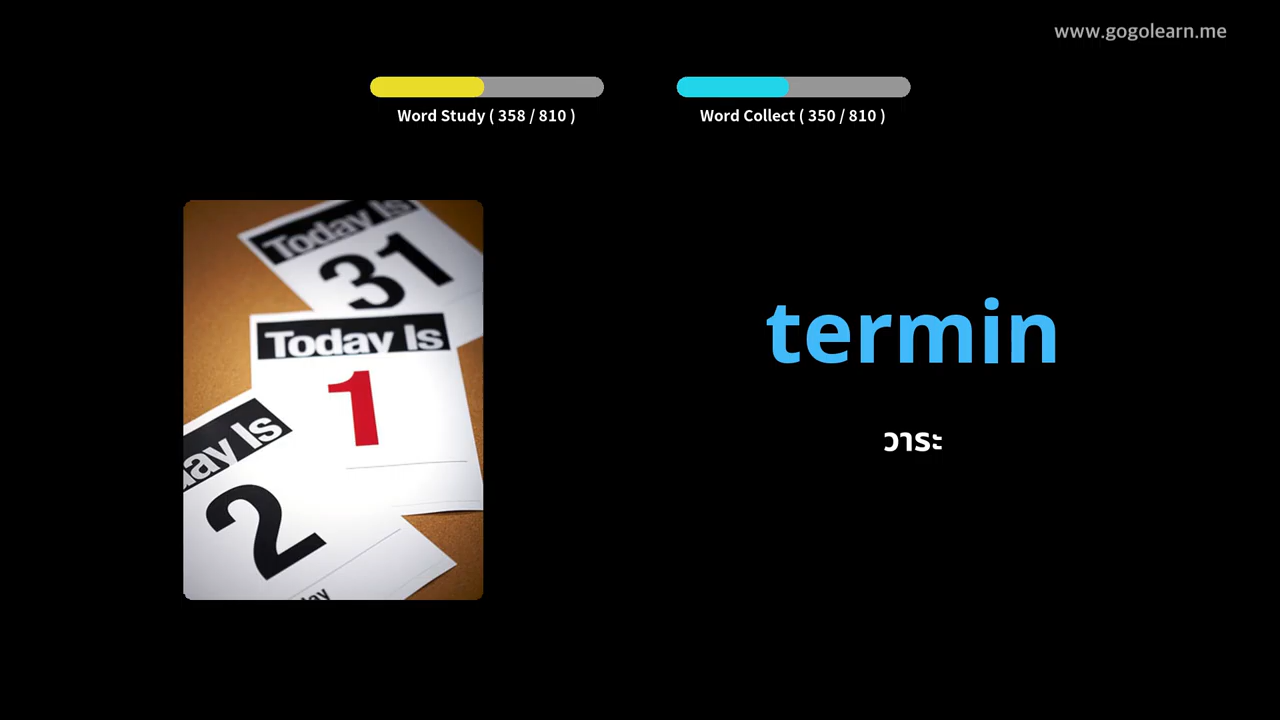 www.gogolearn.me
Word Study ( 358 / 810 )
Word Collect ( 350 / 810 )
Today Is
31
Today Is
1
ay Is
2
ay
termin
วาระ